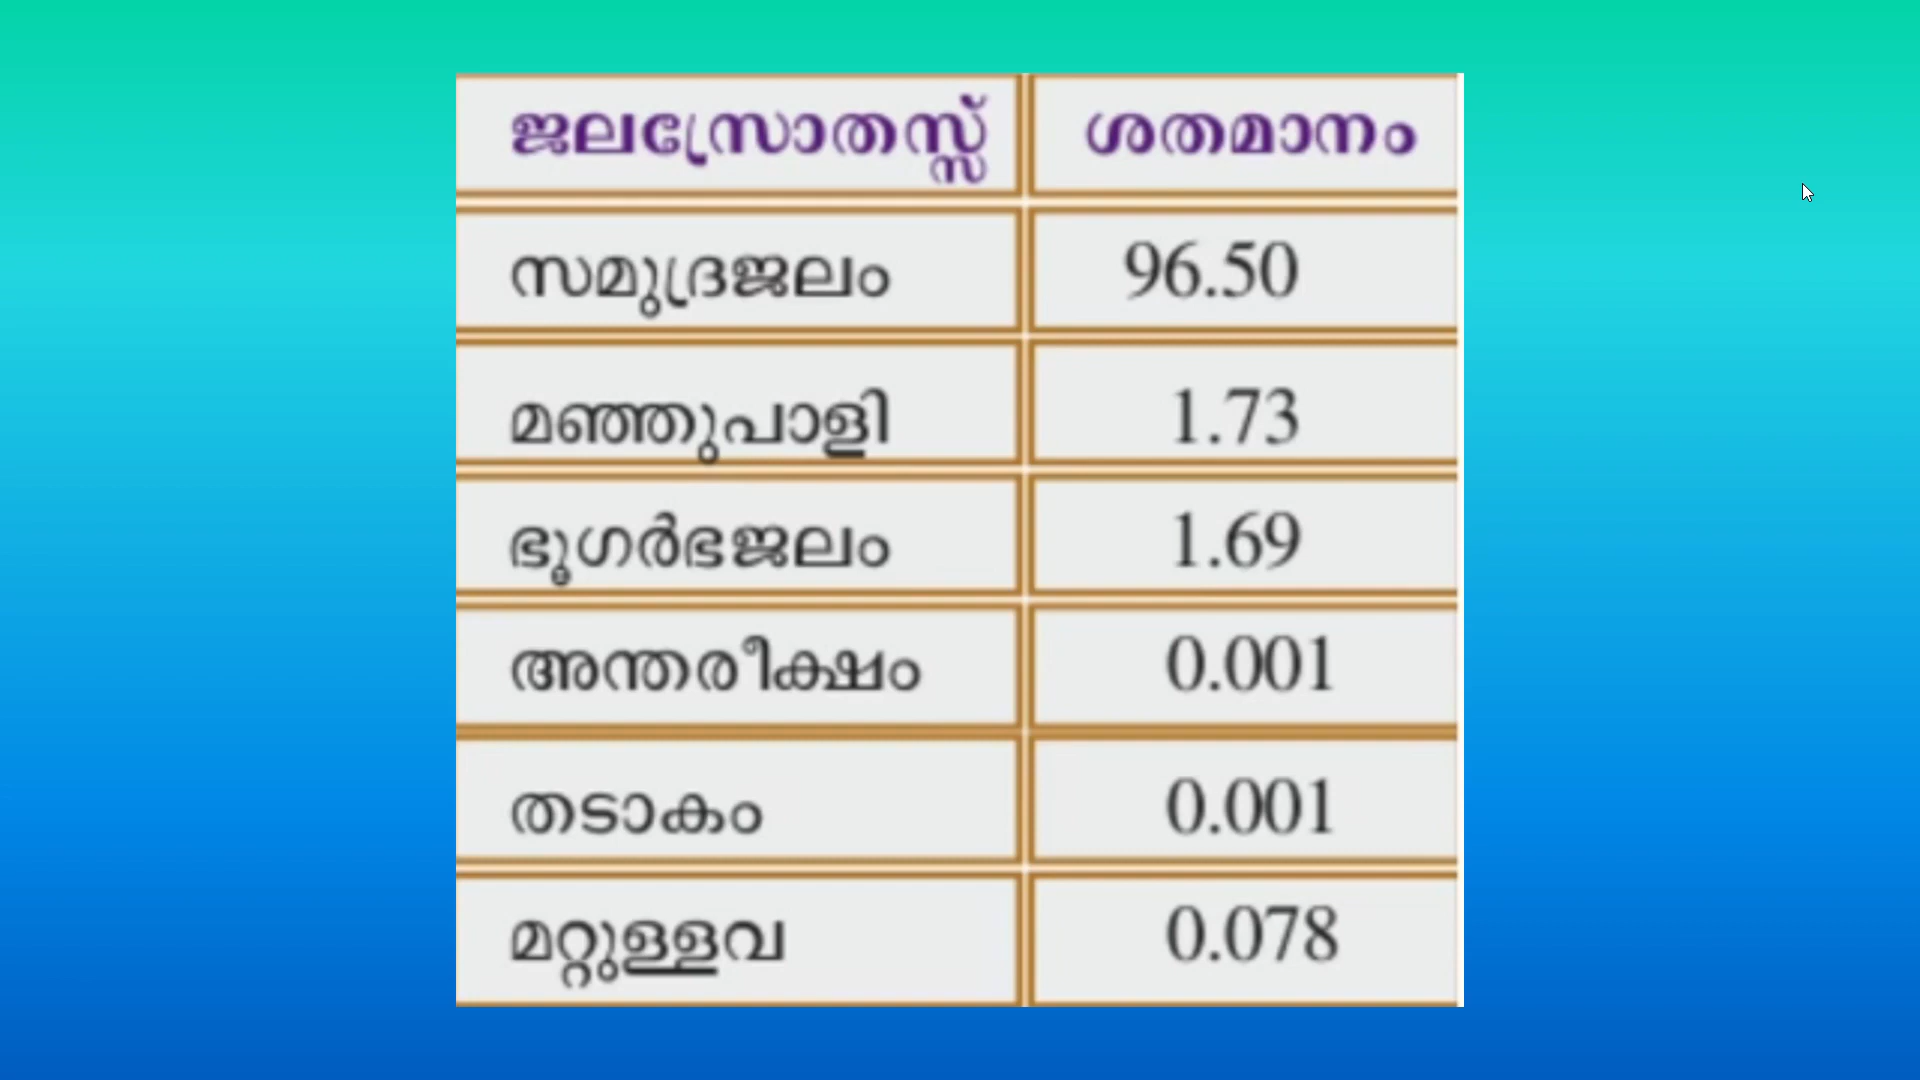 ജലസ്രോതസ്സ് ശതമാനം
സമുദ്രജലം 96.50
മഞ്ഞുപാളി 1.73
ഭൂഗർഭജലം 1.69
അന്തരീക്ഷം 0.001
തടാകം 0.001
മറ്റുള്ളവ 0.078